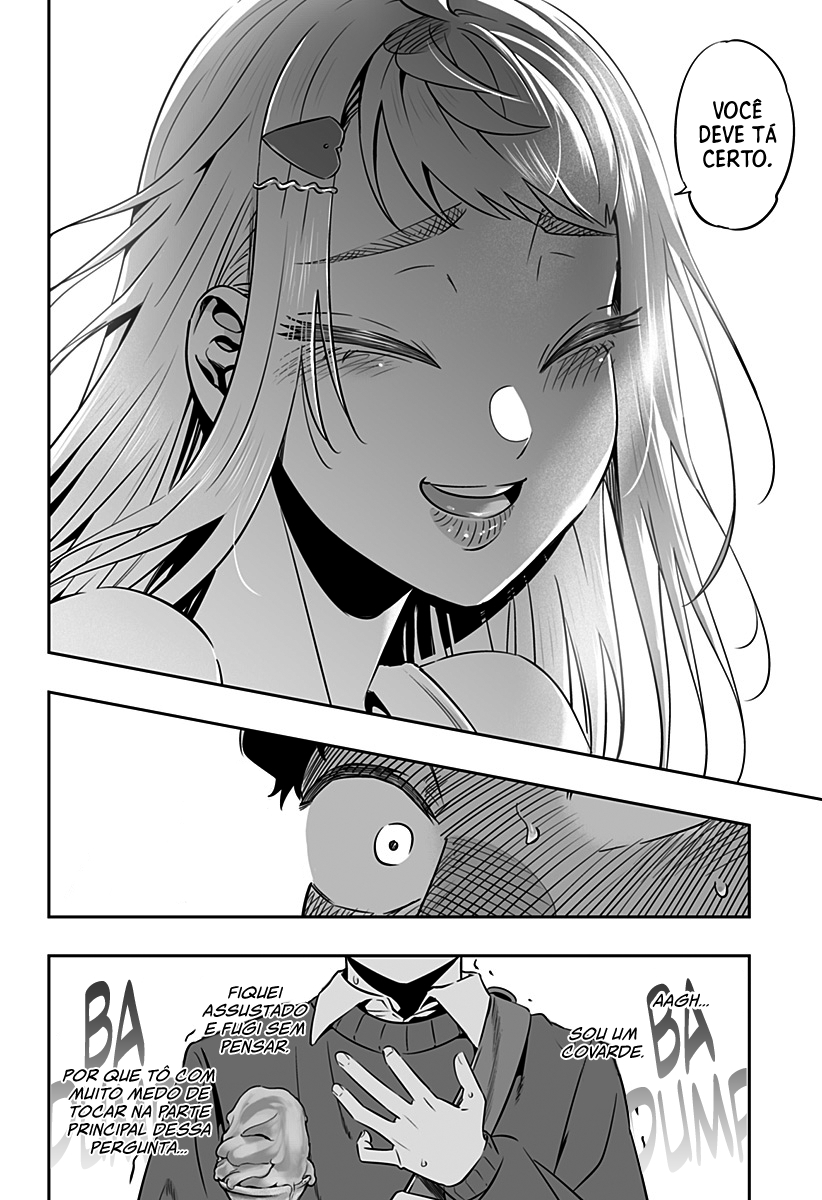 VOCÊ
DEVE TÁ
CERTO.
AAGH...
SOU UM
COVARDE.
BA
DUMP
FIQUEI
ASSUSTADO
E FUGI SEM
PENSAR.
POR QUE TÔ COM
MUITO MEDO DE
TOCAR NA PARTE
PRINCIPAL DESSA
PERGUNTA...
BA